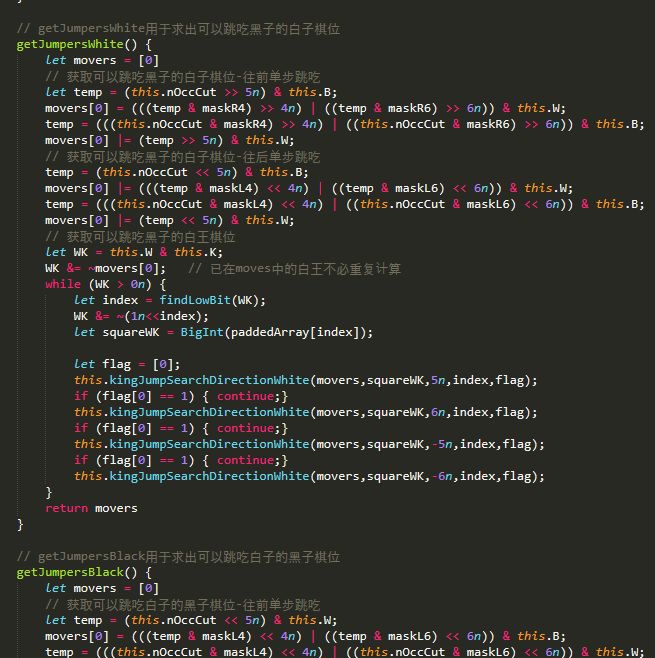 }
// getJumpersWhite用于求出可以跳吃黑子的白子棋位
getJumpersWhite() {
let movers = [0]
// 获取可以跳吃黑子的白子棋位-往前单步跳吃
let temp = (this.nOccCut >> 5n) & this.B;
movers[0] = (((temp & maskR4) >> 4n) | ((temp & maskR6) >> 6n)) & this.W;
temp = (((this.nOccCut & maskR4) >> 4n) | ((this.nOccCut & maskR6) >> 6n)) & this.B;
movers[0] |= (temp >> 5n) & this.W;
// 获取可以跳吃黑子的白子棋位-往后单步跳吃
temp = (this.nOccCut << 5n) & this.B;
movers[0] |= (((temp & maskL4) << 4n) | ((temp & maskL6) << 6n)) & this.W;
temp = (((this.nOccCut & maskL4) << 4n) | ((this.nOccCut & maskL6) << 6n)) & this.B;
movers[0] |= (temp << 5n) & this.W;
// 获取可以跳吃黑子的白王棋位
let WK = this.W & this.K;
WK &= ~movers[0];   // 已在moves中的白王不必重复计算
while (WK > 0n) {
let index = findLowBit(WK);
WK &= ~(1n<<index);
let squareWK = BigInt(paddedArray[index]);
let flag = [0];
this.kingJumpSearchDirectionWhite(movers,squareWK,5n,index,flag);
if (flag[0] == 1) { continue;}
this.kingJumpSearchDirectionWhite(movers,squareWK,6n,index,flag);
if (flag[0] == 1) { continue;}
this.kingJumpSearchDirectionWhite(movers,squareWK,-5n,index,flag);
if (flag[0] == 1) { continue;}
this.kingJumpSearchDirectionWhite(movers,squareWK,-6n,index,flag);
}
return movers
}
// getJumpersBlack用于求出可以跳吃白子的黑子棋位
getJumpersBlack() {
let movers = [0]
// 获取可以跳吃白子的黑子棋位-往前单步跳吃
let temp = (this.nOccCut << 5n) & this.W;
movers[0] = (((temp & maskL4) << 4n) | ((temp & maskL6) << 6n)) & this.B;
temp = (((this.nOccCut & maskL4) << 4n) | ((this.nOccCut & maskL6) << 6n)) & this.W;